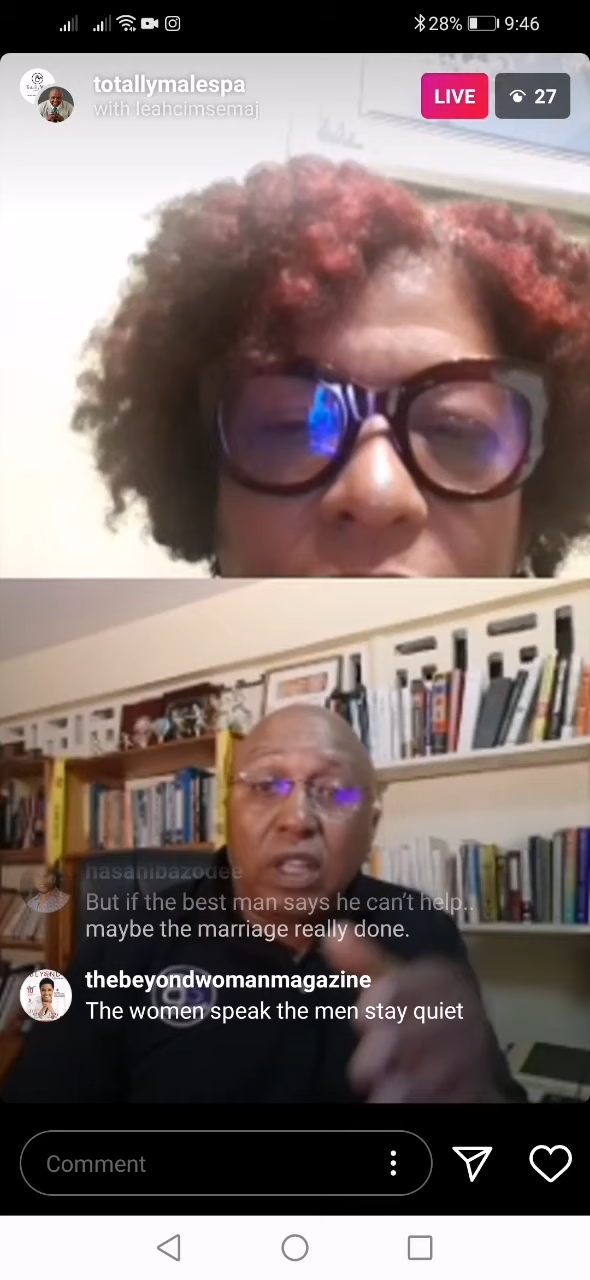 28% 9:46
totallymalespa
with leahcimsemaj
LIVE 27
hasanibazodee
But if the best man says he can't help..
maybe the marriage really done.
thebeyondwomanmagazine
The women speak the men stay quiet
Comment